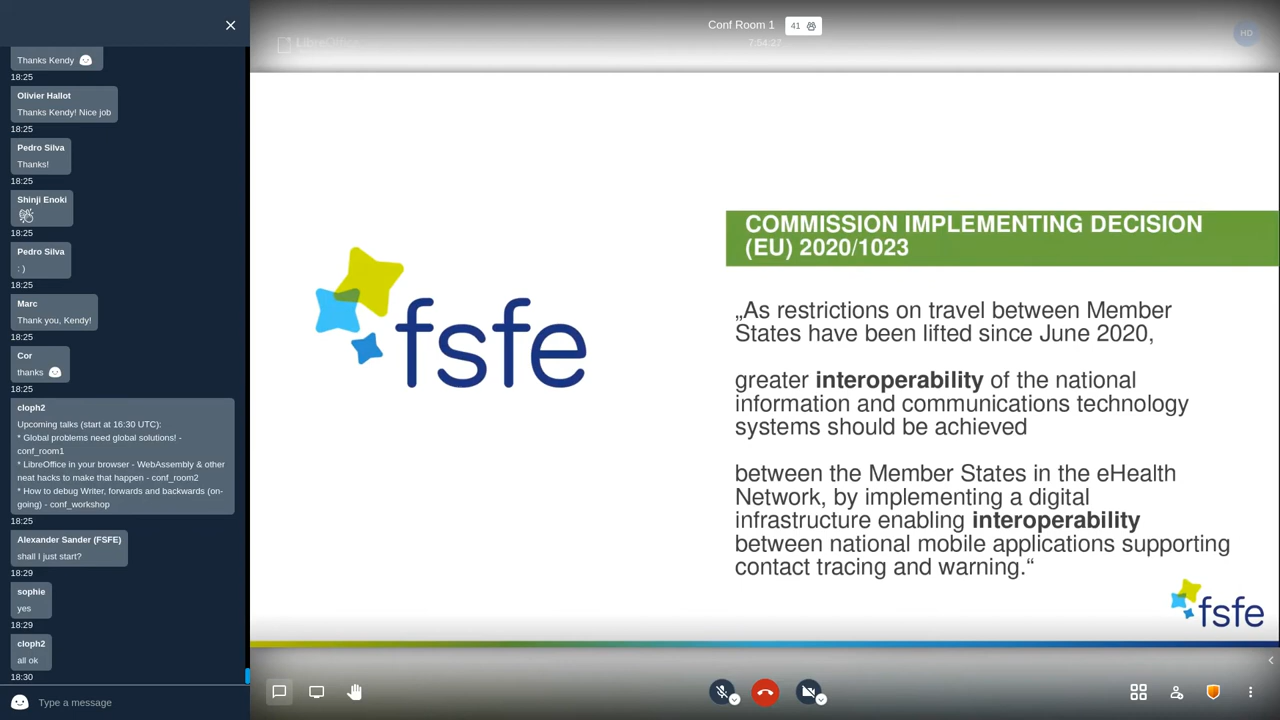 Thanks Kendy
18:25
Olivier Hallot
Thanks Kendy! Nice job
18:25
Pedro Silva
Thanks!
18:25
Shinji Enoki
18:25
Pedro Silva
: )
18:25
Marc
Thank you, Kendy!
18:25
Cor
thanks
18:25
cloph2
Upcoming talks (start at 16:30 UTC):
* Global problems need global solutions! -
conf_room1
* LibreOffice in your browser - WebAssembly & other
neat hacks to make that happen - conf_room2
* How to debug Writer, forwards and backwards (on-
going) - conf_workshop
18:25
Alexander Sander (FSFE)
shall I just start?
18:29
sophie
yes
18:29
cloph2
all ok
18:30
Type a message
Conf Room 1
41
LibreOffice
7:54:27
HD
fsfe
COMMISSION IMPLEMENTING DECISION
(EU) 2020/1023
„As restrictions on travel between Member
States have been lifted since June 2020,
greater interoperability of the national
information and communications technology
systems should be achieved
between the Member States in the eHealth
Network, by implementing a digital
infrastructure enabling interoperability
between national mobile applications supporting
contact tracing and warning.“
fsfe